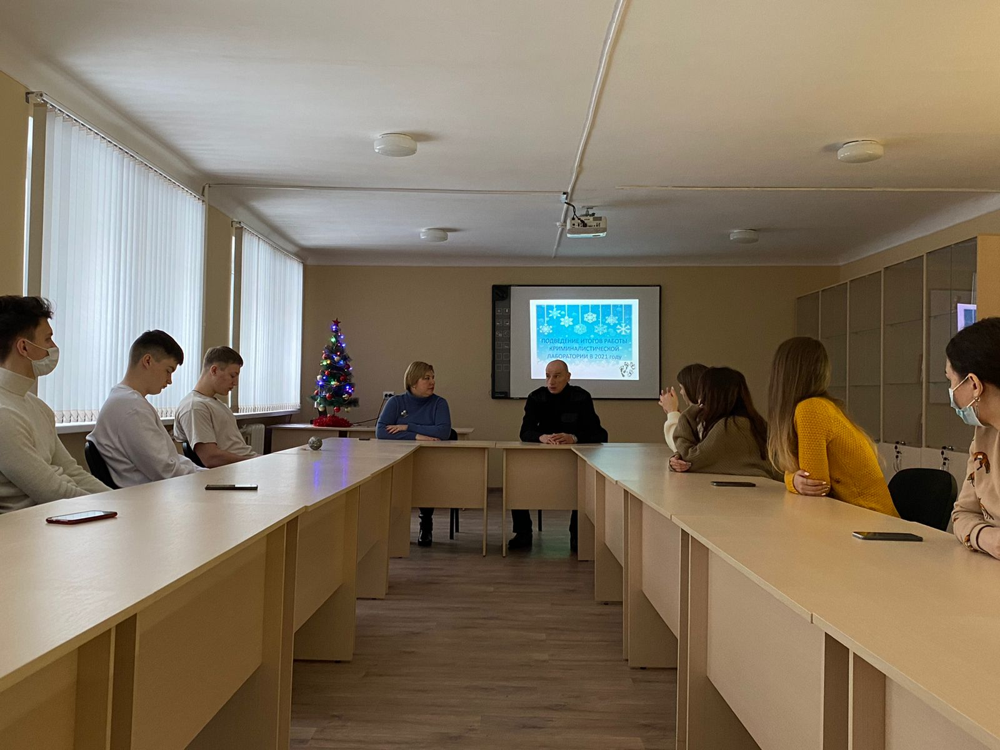 ПОДВЕДЕНИЕ ИТОГОВ РАБОТЫ
КРИМИНАЛИСТИЧЕСКОЙ
ЛАБОРАТОРИИ В 2021 году